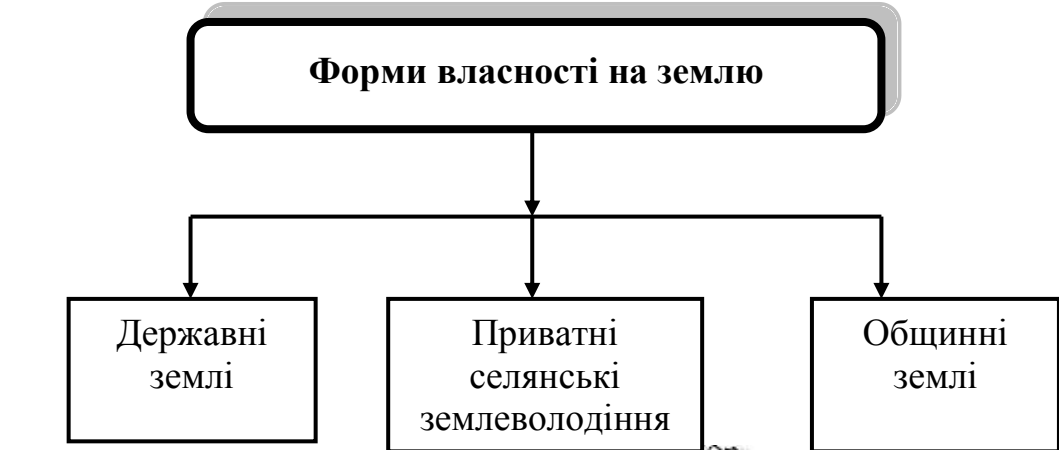 Форми власності на землю
Державні
землі
Приватні
селянські
землеволодіння
Общинні
землі